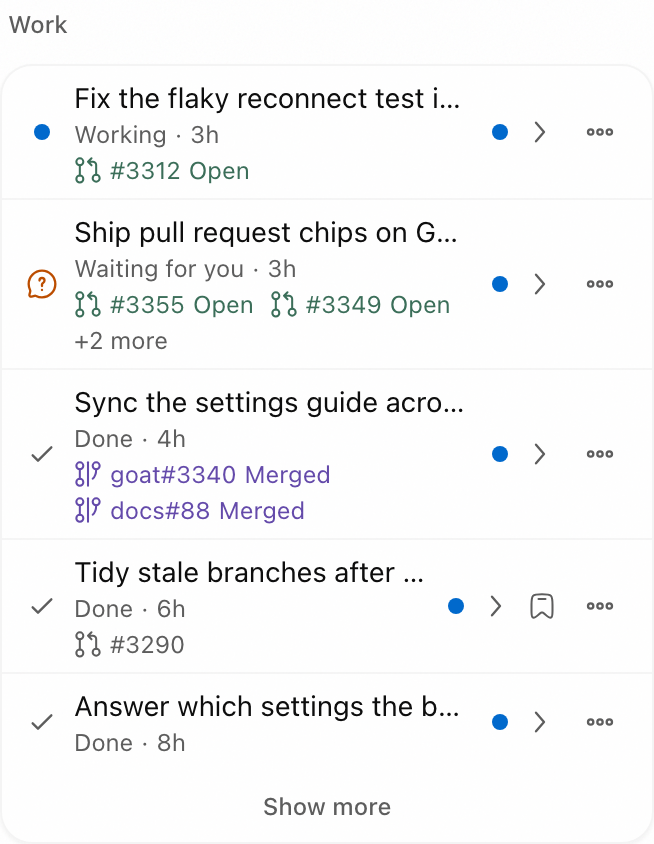 Work
Fix the flaky reconnect test i...
Working · 3h
#3312 Open
Ship pull request chips on G...
Waiting for you · 3h
#3355 Open #3349 Open
+2 more
Sync the settings guide acro...
Done · 4h
goat#3340 Merged
docs#88 Merged
Tidy stale branches after ...
Done · 6h
#3290
Answer which settings the b...
Done · 8h
Show more